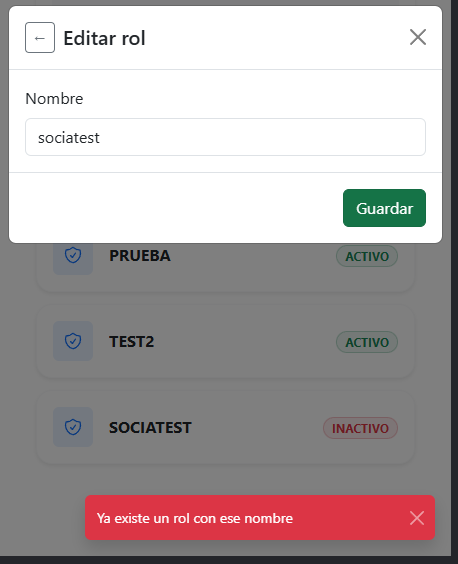 ← Editar rol
Nombre
sociatest
Guardar
PRUEBA ACTIVO
TEST2 ACTIVO
SOCIATEST INACTIVO
Ya existe un rol con ese nombre